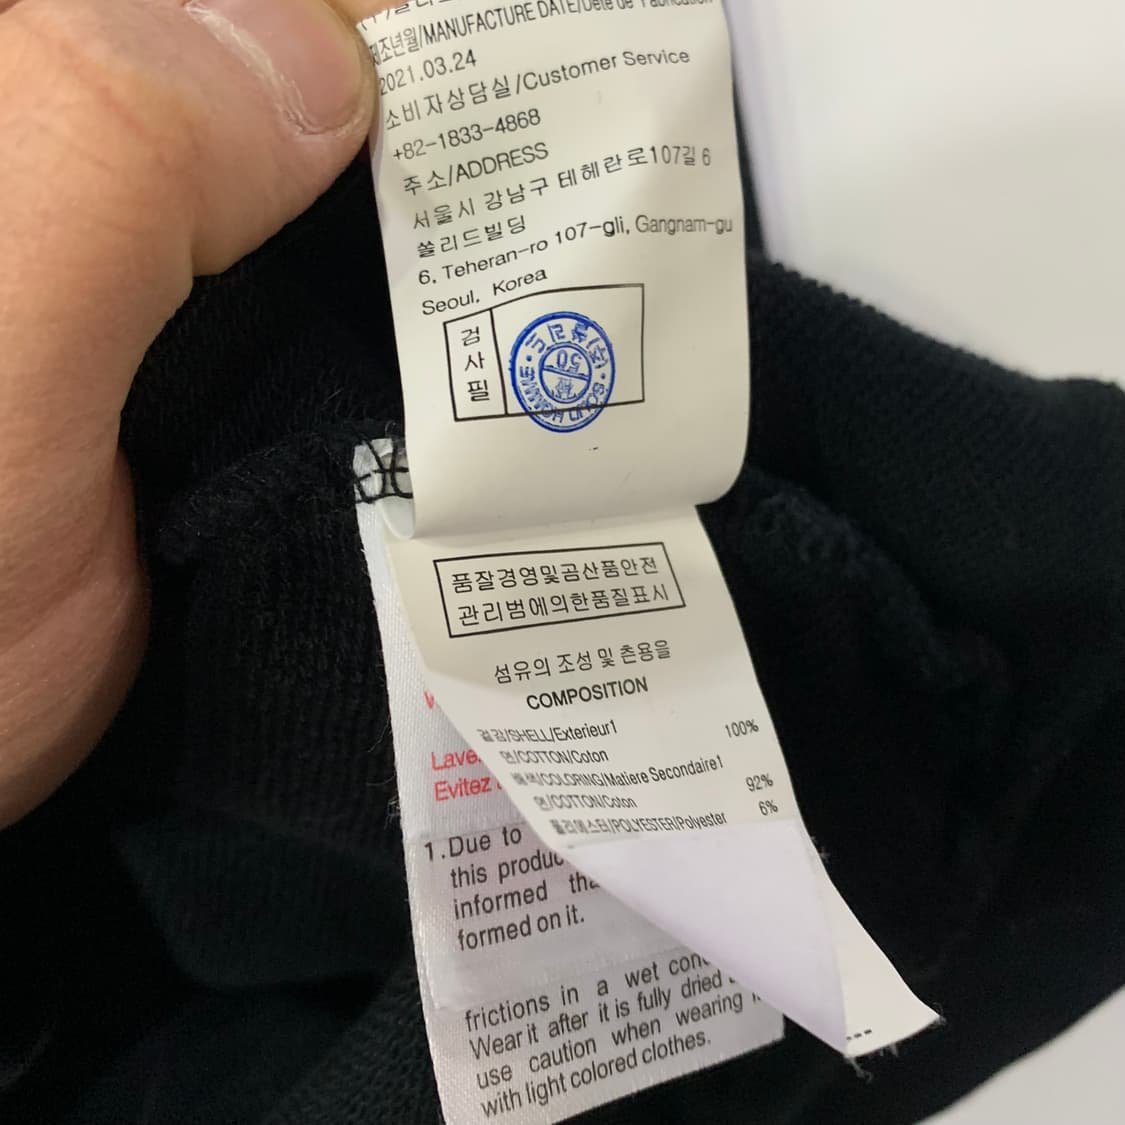 제조년월/MANUFACTURE DATE/Dete de Fabrication
2021.03.24
소비자상담실/Customer Service
+82-1833-4868
주소/ADDRESS
서울시 강남구 테헤란로107길 6
쏠리드빌딩
6, Teheran-ro 107-gli, Gangnam-gu
Seoul, Korea
검
사
필
50
품잘경영및곰산품안전
관리범에의한품질표시
섬유의 조성 및 촌용을
COMPOSITION
겉감/SHELL/Exterieur1 100%
면/COTTON/Coton
배색/COLORING/Matiere Secondaire1
면/COTTON/Coton 92%
폴리에스터/POLYESTER/Polyester 6%
Lave
Evitez
1.Due to
this produc
informed tha
formed on it.
frictions in a wet con
Wear it after it is fully dried
use caution when wearing
with light colored clothes.